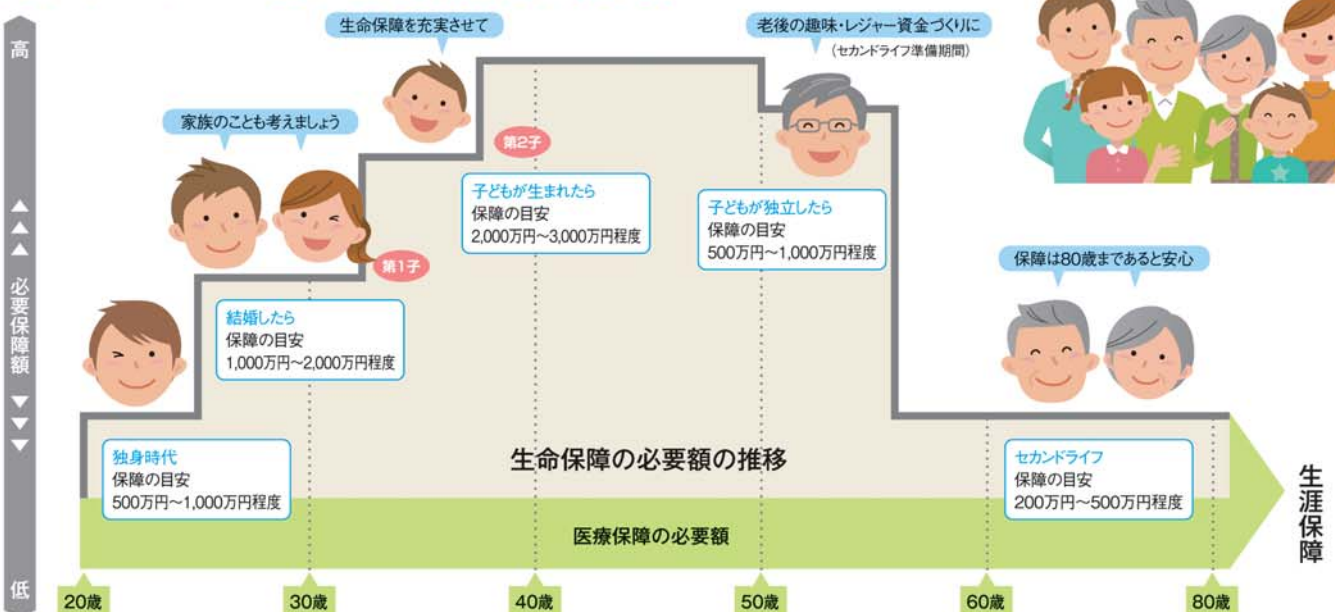 高
▲▲▲ 必要保障額 ▼▼▼
低
生命保障を充実させて
老後の趣味・レジャー資金づくりに
(セカンドライフ準備期間)
家族のことも考えましょう
第2子
子どもが生まれたら
保障の目安
2,000万円〜3,000万円程度
子どもが独立したら
保障の目安
500万円〜1,000万円程度
第1子
保障は80歳まであると安心
結婚したら
保障の目安
1,000万円〜2,000万円程度
独身時代
保障の目安
500万円〜1,000万円程度
生命保障の必要額の推移
セカンドライフ
保障の目安
200万円〜500万円程度
生涯保障
医療保障の必要額
20歳 30歳 40歳 50歳 60歳 80歳